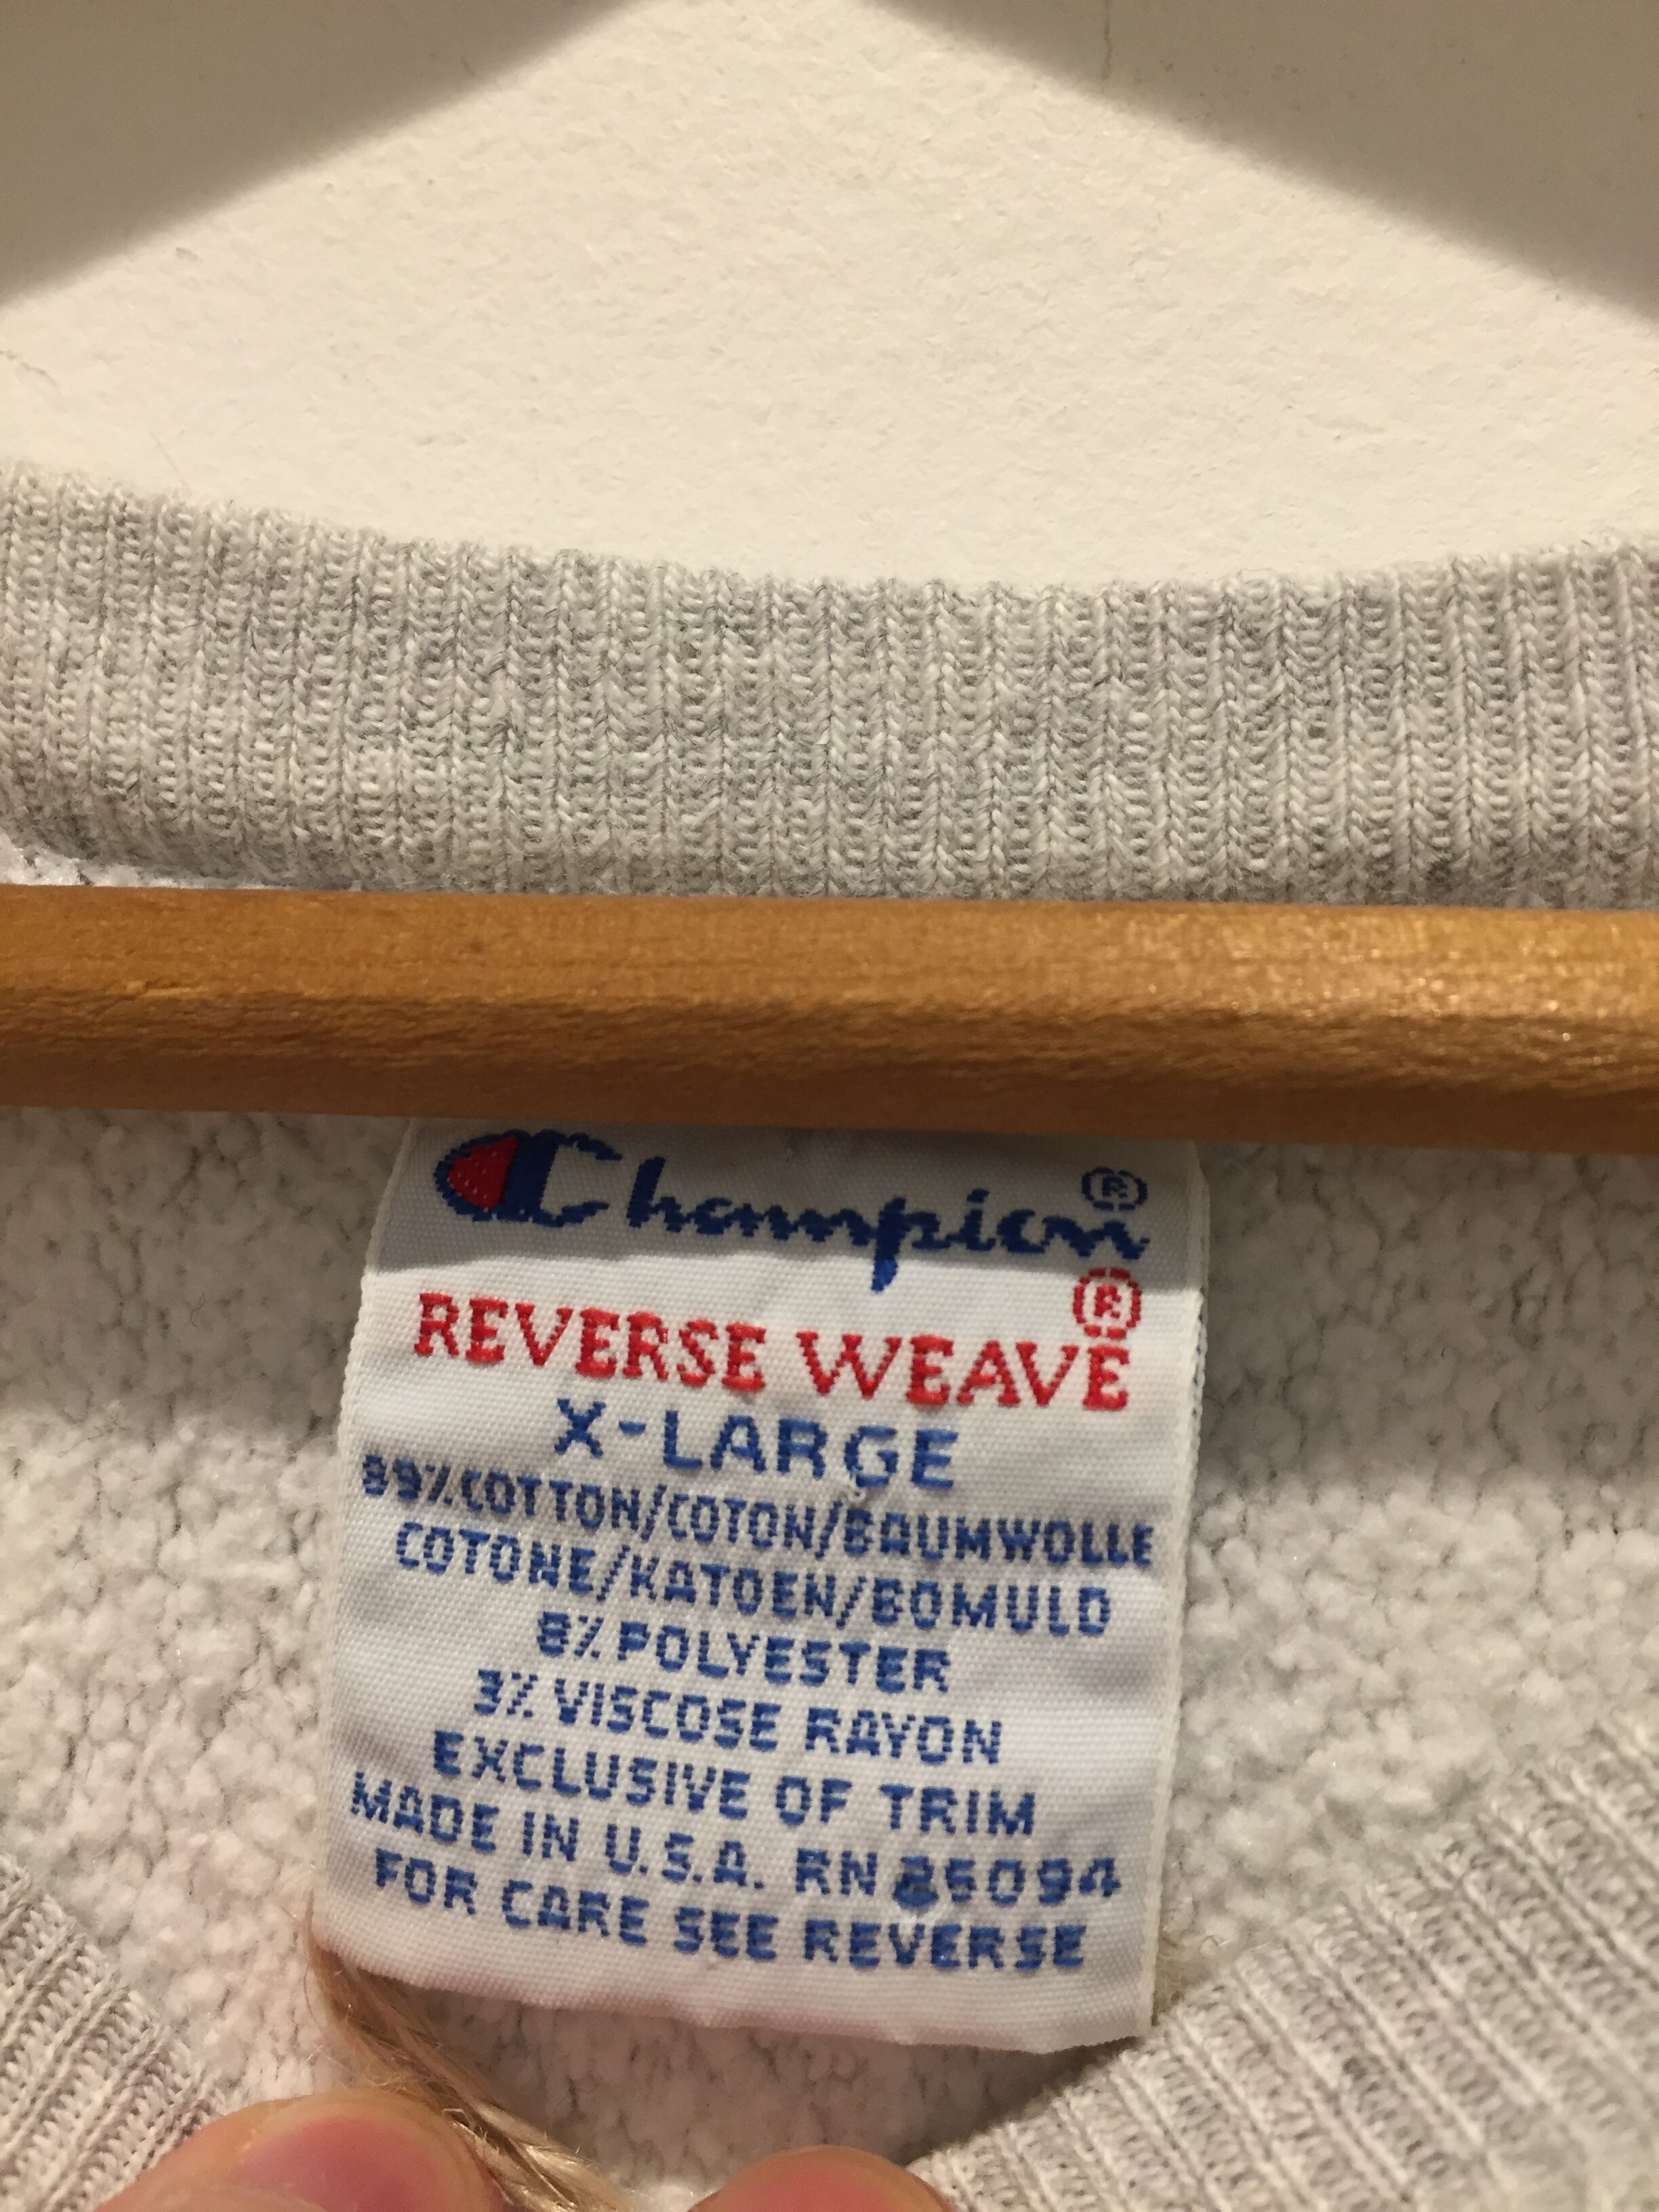 Champion®
REVERSE WEAVE®
X-LARGE
89% COTTON/COTON/BAUMWOLLE
COTONE/KATOEN/BOMULD
8% POLYESTER
3% VISCOSE RAYON
EXCLUSIVE OF TRIM
MADE IN U.S.A. RN 26094
FOR CARE SEE REVERSE